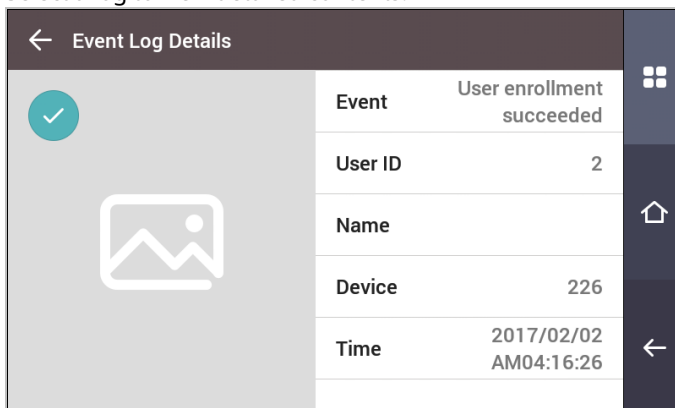 Event Log Details
Event
User enrollment
succeeded
User ID 2
Name
Device 226
Time
2017/02/02
AM04:16:26